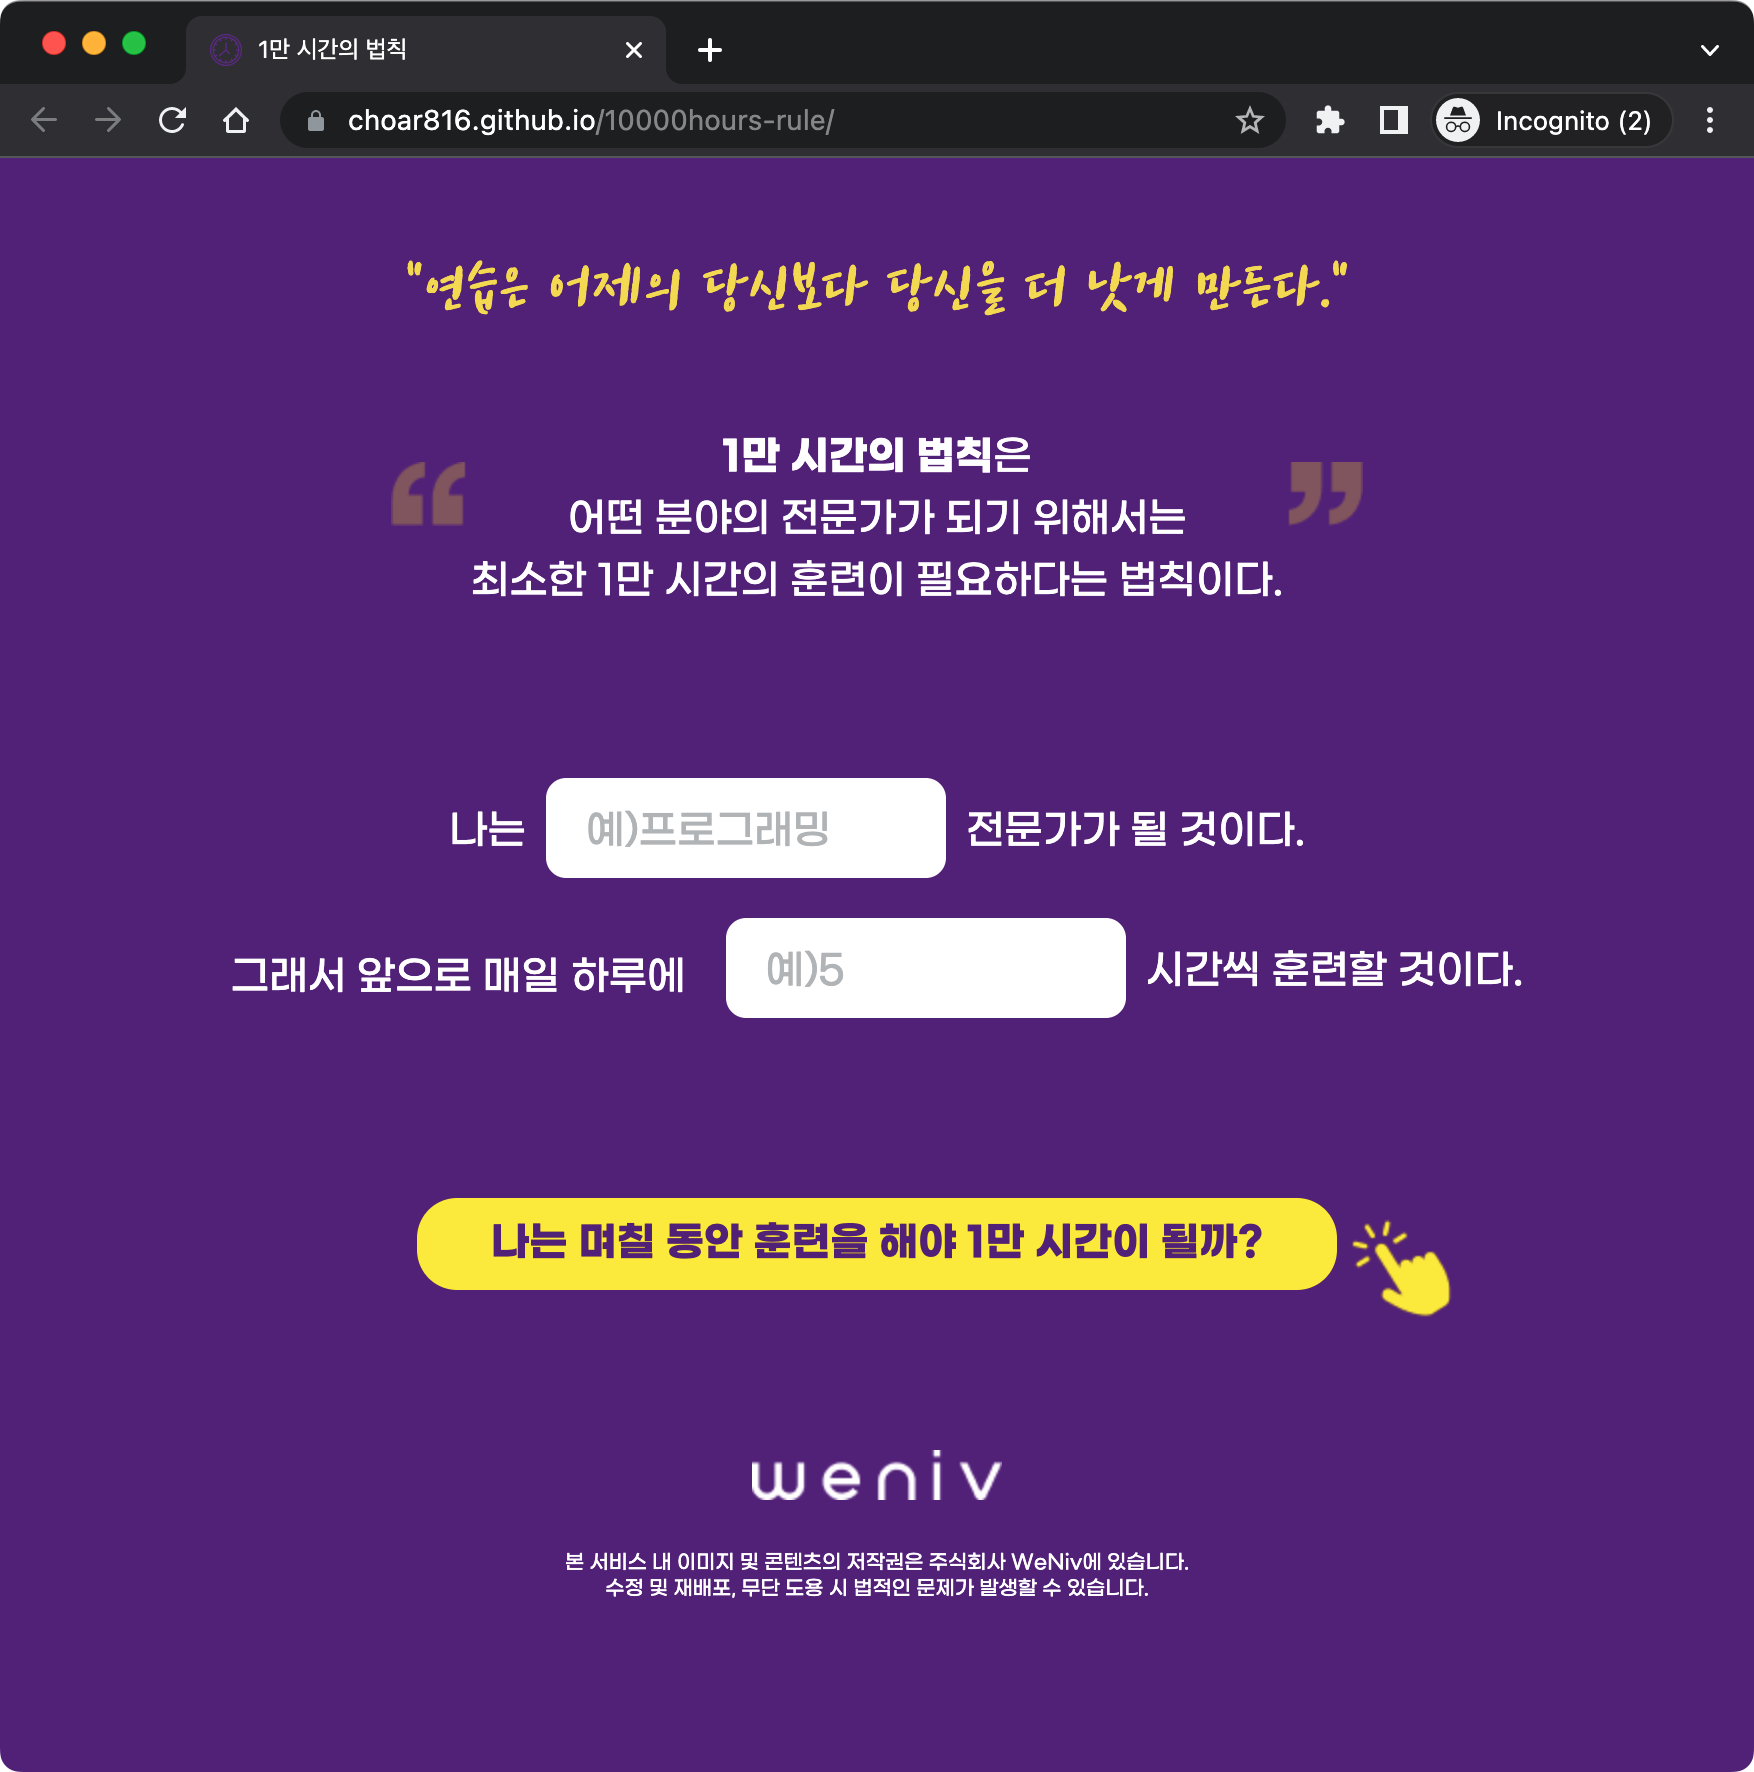 1만 시간의 법칙
choar816.github.io/10000hours-rule/
Incognito (2)
"연습은 어제의 당신보다 당신을 더 낫게 만든다."
“ ”
1만 시간의 법칙은
어떤 분야의 전문가가 되기 위해서는
최소한 1만 시간의 훈련이 필요하다는 법칙이다.
나는 예)프로그래밍 전문가가 될 것이다.
그래서 앞으로 매일 하루에 예)5 시간씩 훈련할 것이다.
나는 며칠 동안 훈련을 해야 1만 시간이 될까?
weniv
본 서비스 내 이미지 및 콘텐츠의 저작권은 주식회사 WeNiv에 있습니다.
수정 및 재배포, 무단 도용 시 법적인 문제가 발생할 수 있습니다.